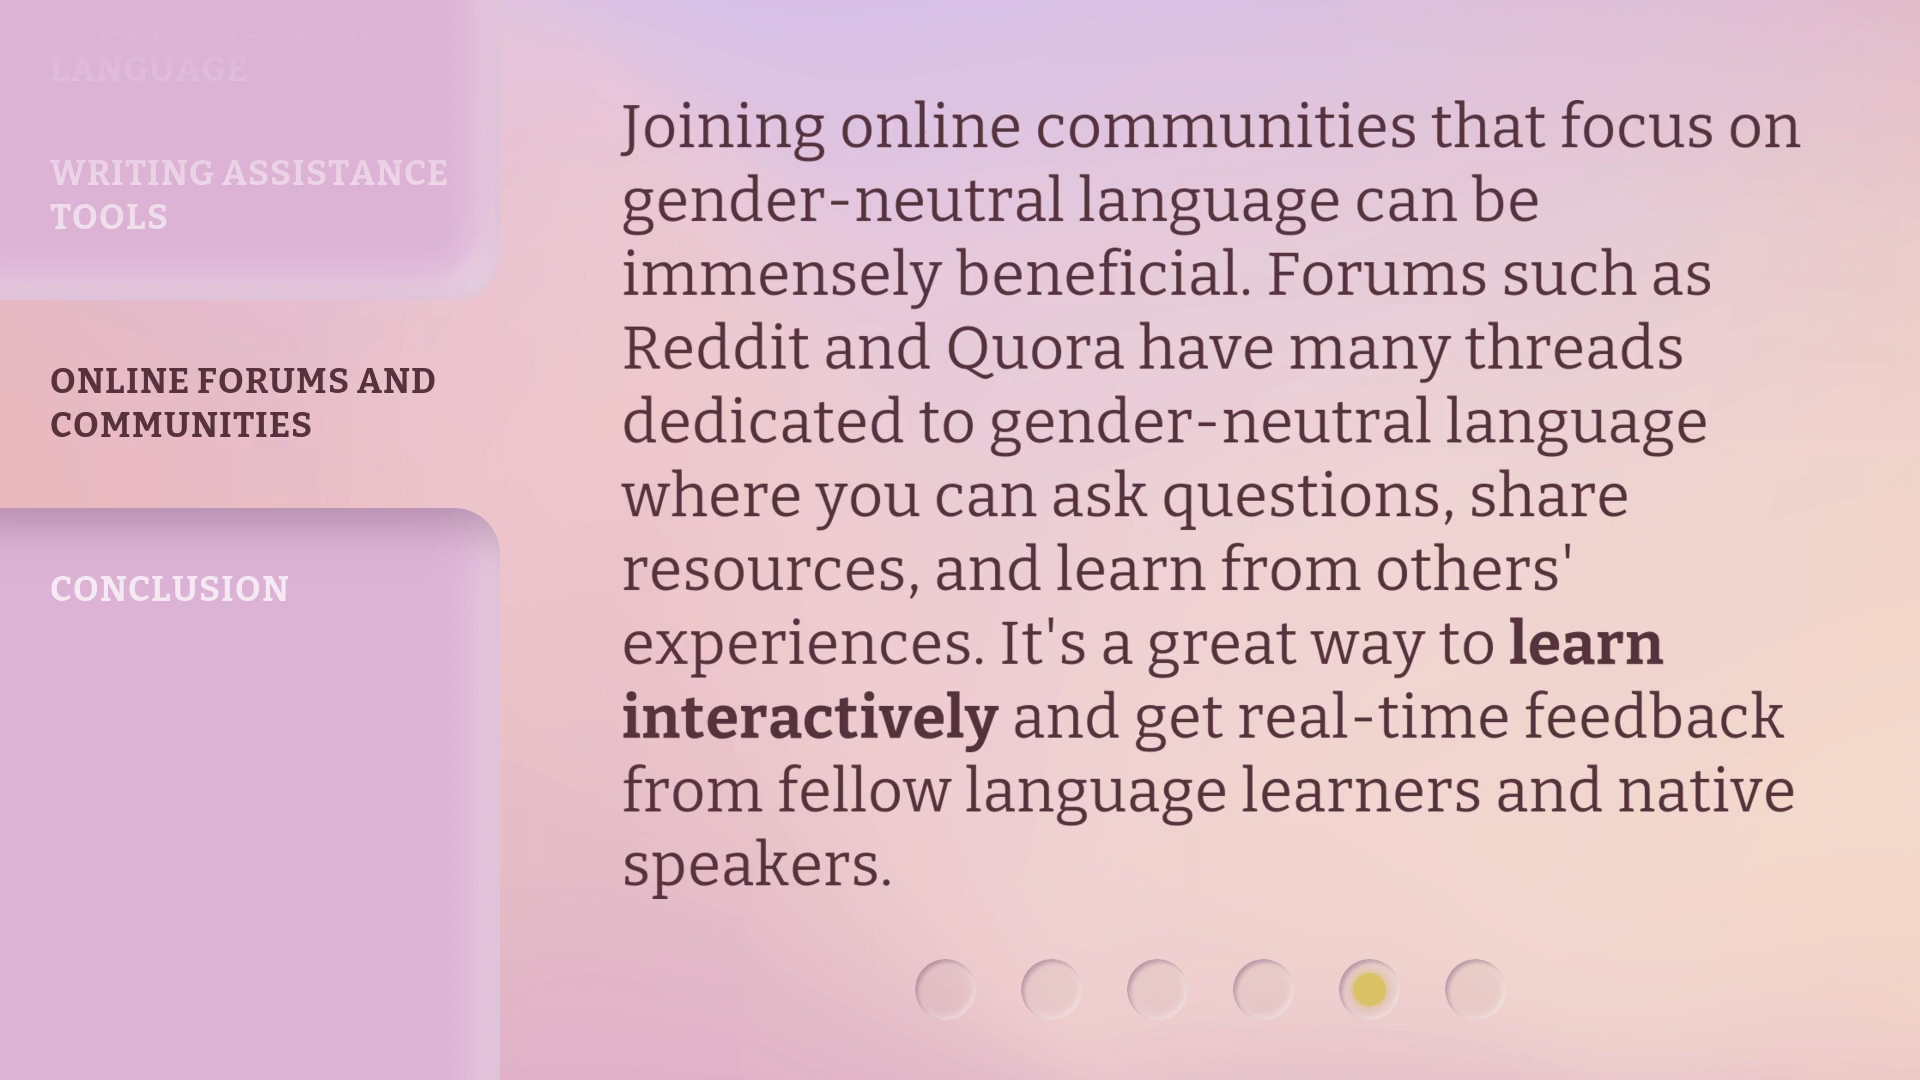 GENDER-NEUTRAL
LANGUAGE
WRITING ASSISTANCE
TOOLS
ONLINE FORUMS AND
COMMUNITIES
CONCLUSION
Joining online communities that focus on
gender-neutral language can be
immensely beneficial. Forums such as
Reddit and Quora have many threads
dedicated to gender-neutral language
where you can ask questions, share
resources, and learn from others'
experiences. It's a great way to learn
interactively and get real-time feedback
from fellow language learners and native
speakers.